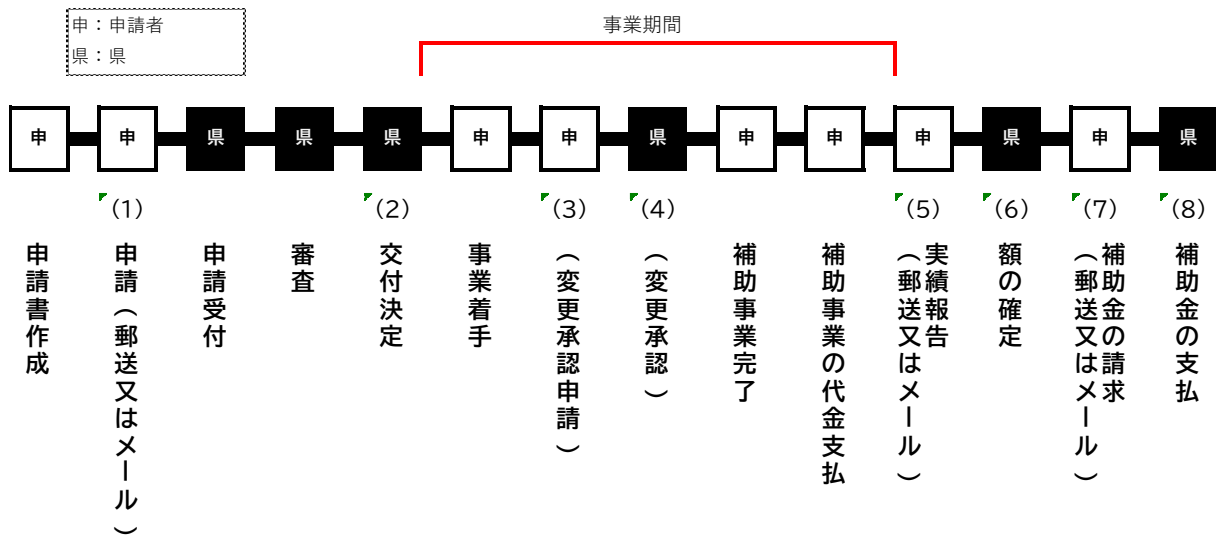 申：申請者
県：県
事業期間
申
申
県
県
県
申
申
県
申
申
申
県
申
県
(1)
(2)
(3)
(4)
(5)
(6)
(7)
(8)
申請書作成
申請（郵送又はメール）
申請受付
審査
交付決定
事業着手
（変更承認申請）
（変更承認）
補助事業完了
補助事業の代金支払
実績報告
（郵送又はメール）
額の確定
補助金の請求
（郵送又はメール）
補助金の支払